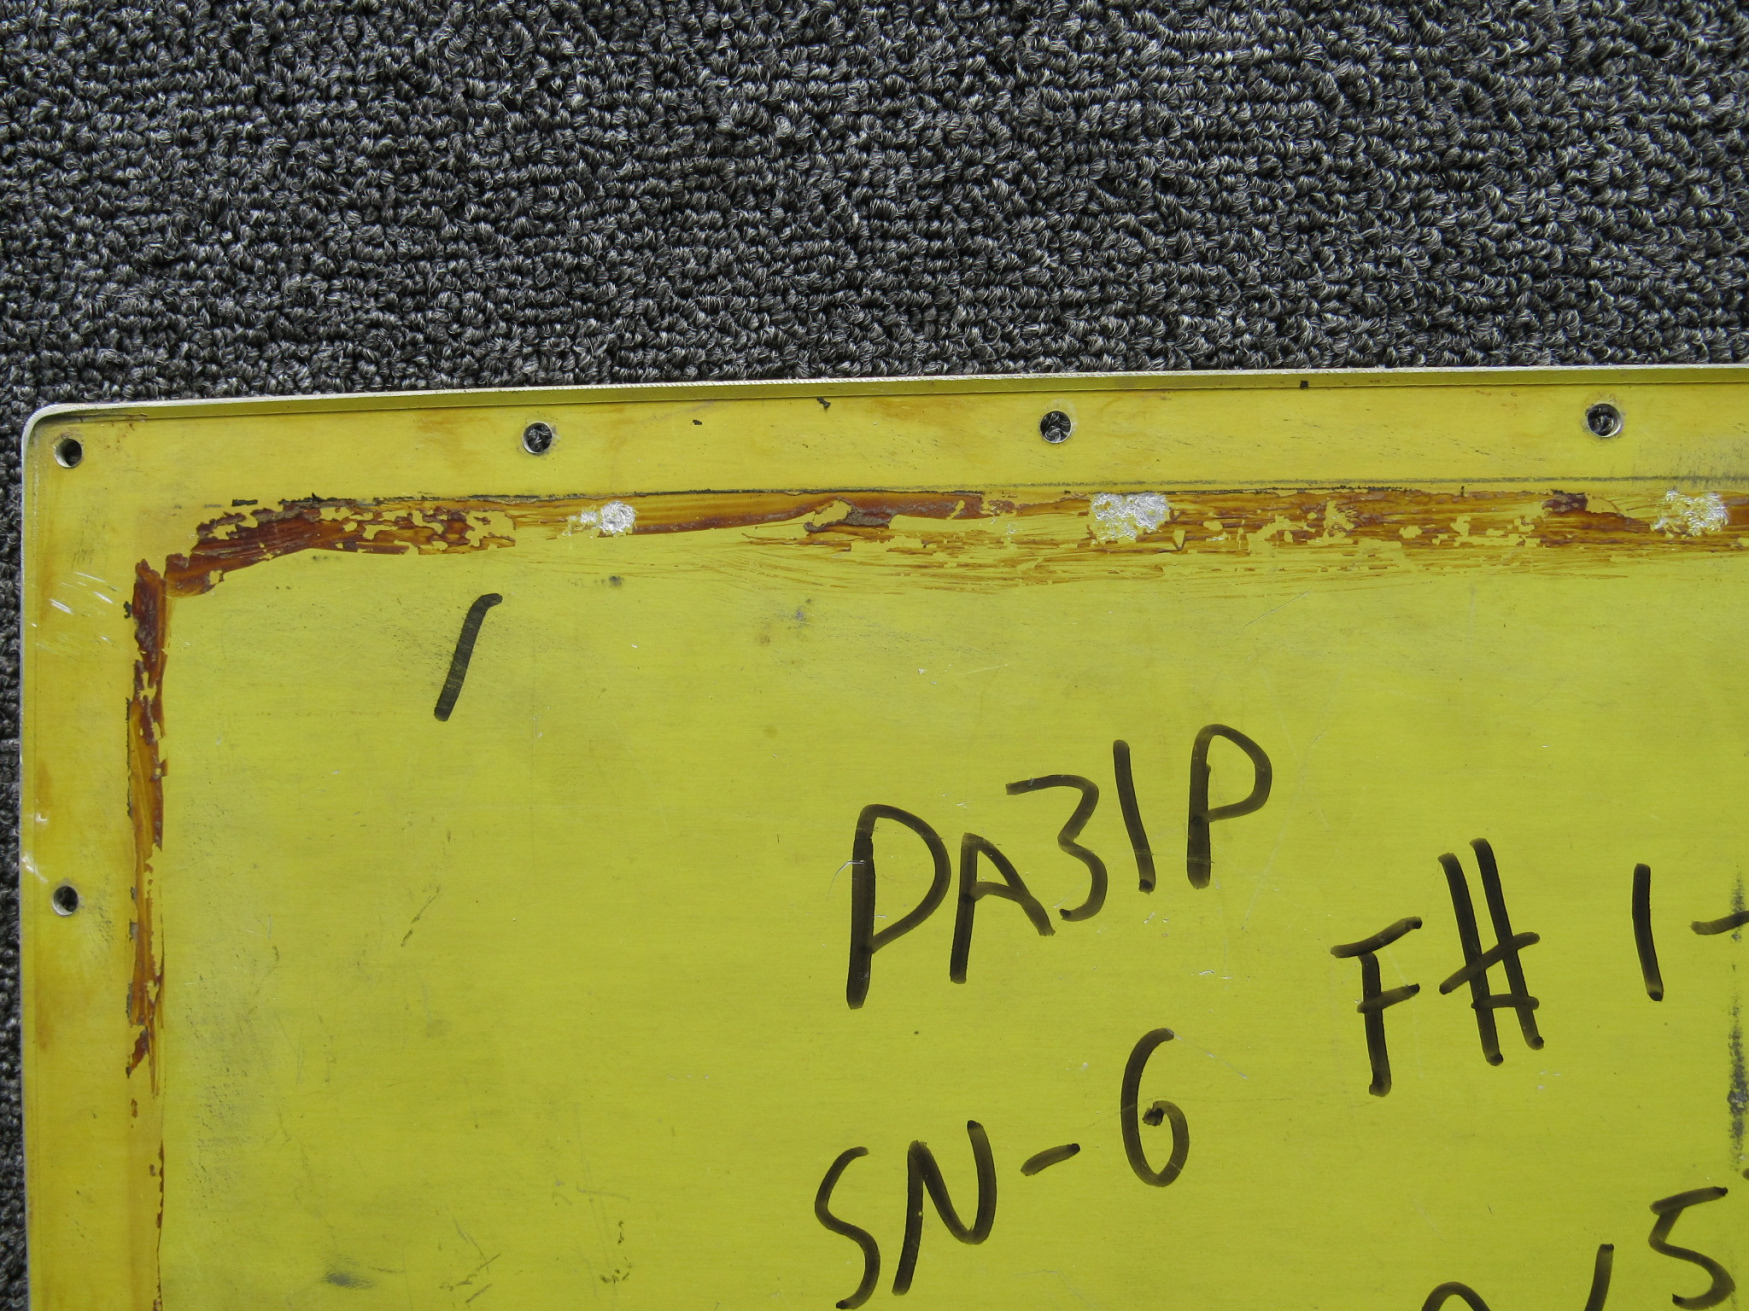 1
PA31P
F# 1-
SN-6